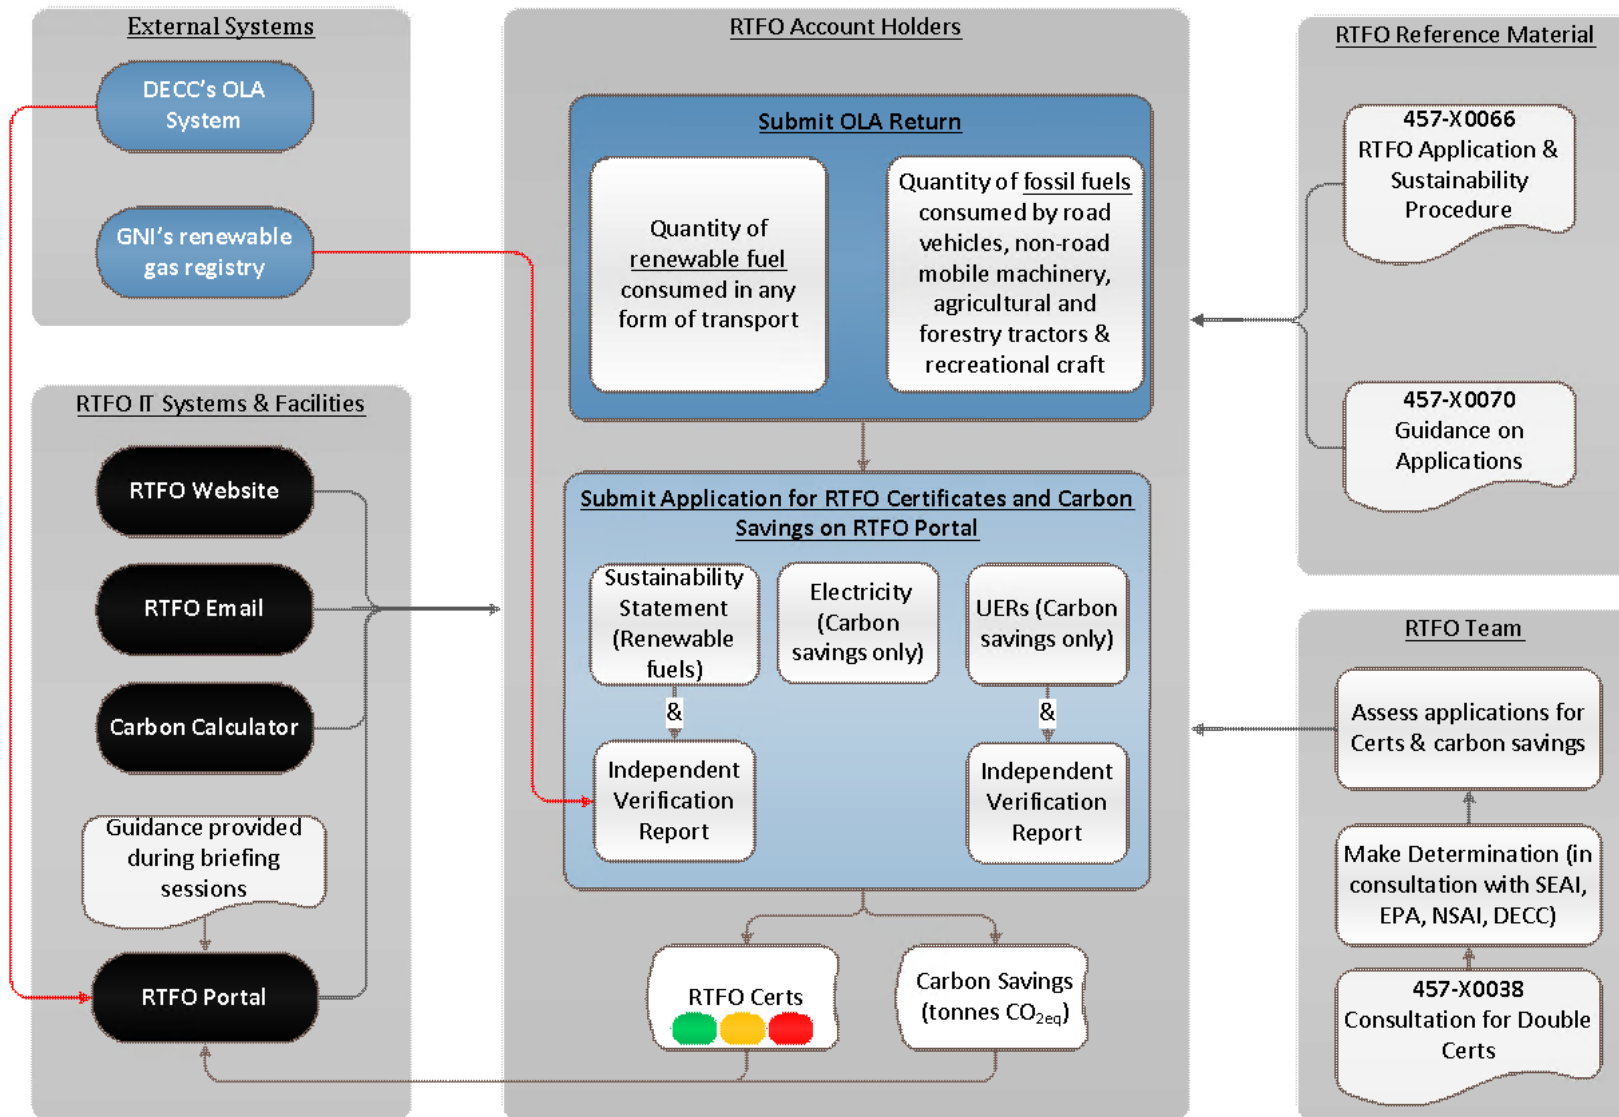 External Systems
DECC's OLA
System
GNI's renewable
gas registry
RTFO IT Systems & Facilities
RTFO Website
RTFO Email
Carbon Calculator
Guidance provided
during briefing
sessions
RTFO Portal
RTFO Account Holders
Submit OLA Return
Quantity of
renewable fuel
consumed in any
form of transport
Quantity of fossil fuels
consumed by road
vehicles, non-road
mobile machinery,
agricultural and
forestry tractors &
recreational craft
Submit Application for RTFO Certificates and Carbon
Savings on RTFO Portal
Sustainability
Statement
(Renewable
fuels)
Electricity
(Carbon
savings only)
UERs (Carbon
savings only)
&
&
Independent
Verification
Report
Independent
Verification
Report
RTFO Certs
Carbon Savings
(tonnes CO2eq)
RTFO Reference Material
457-X0066
RTFO Application &
Sustainability
Procedure
457-X0070
Guidance on
Applications
RTFO Team
Assess applications for
Certs & carbon savings
Make Determination (in
consultation with SEAI,
EPA, NSAI, DECC)
457-X0038
Consultation for Double
Certs